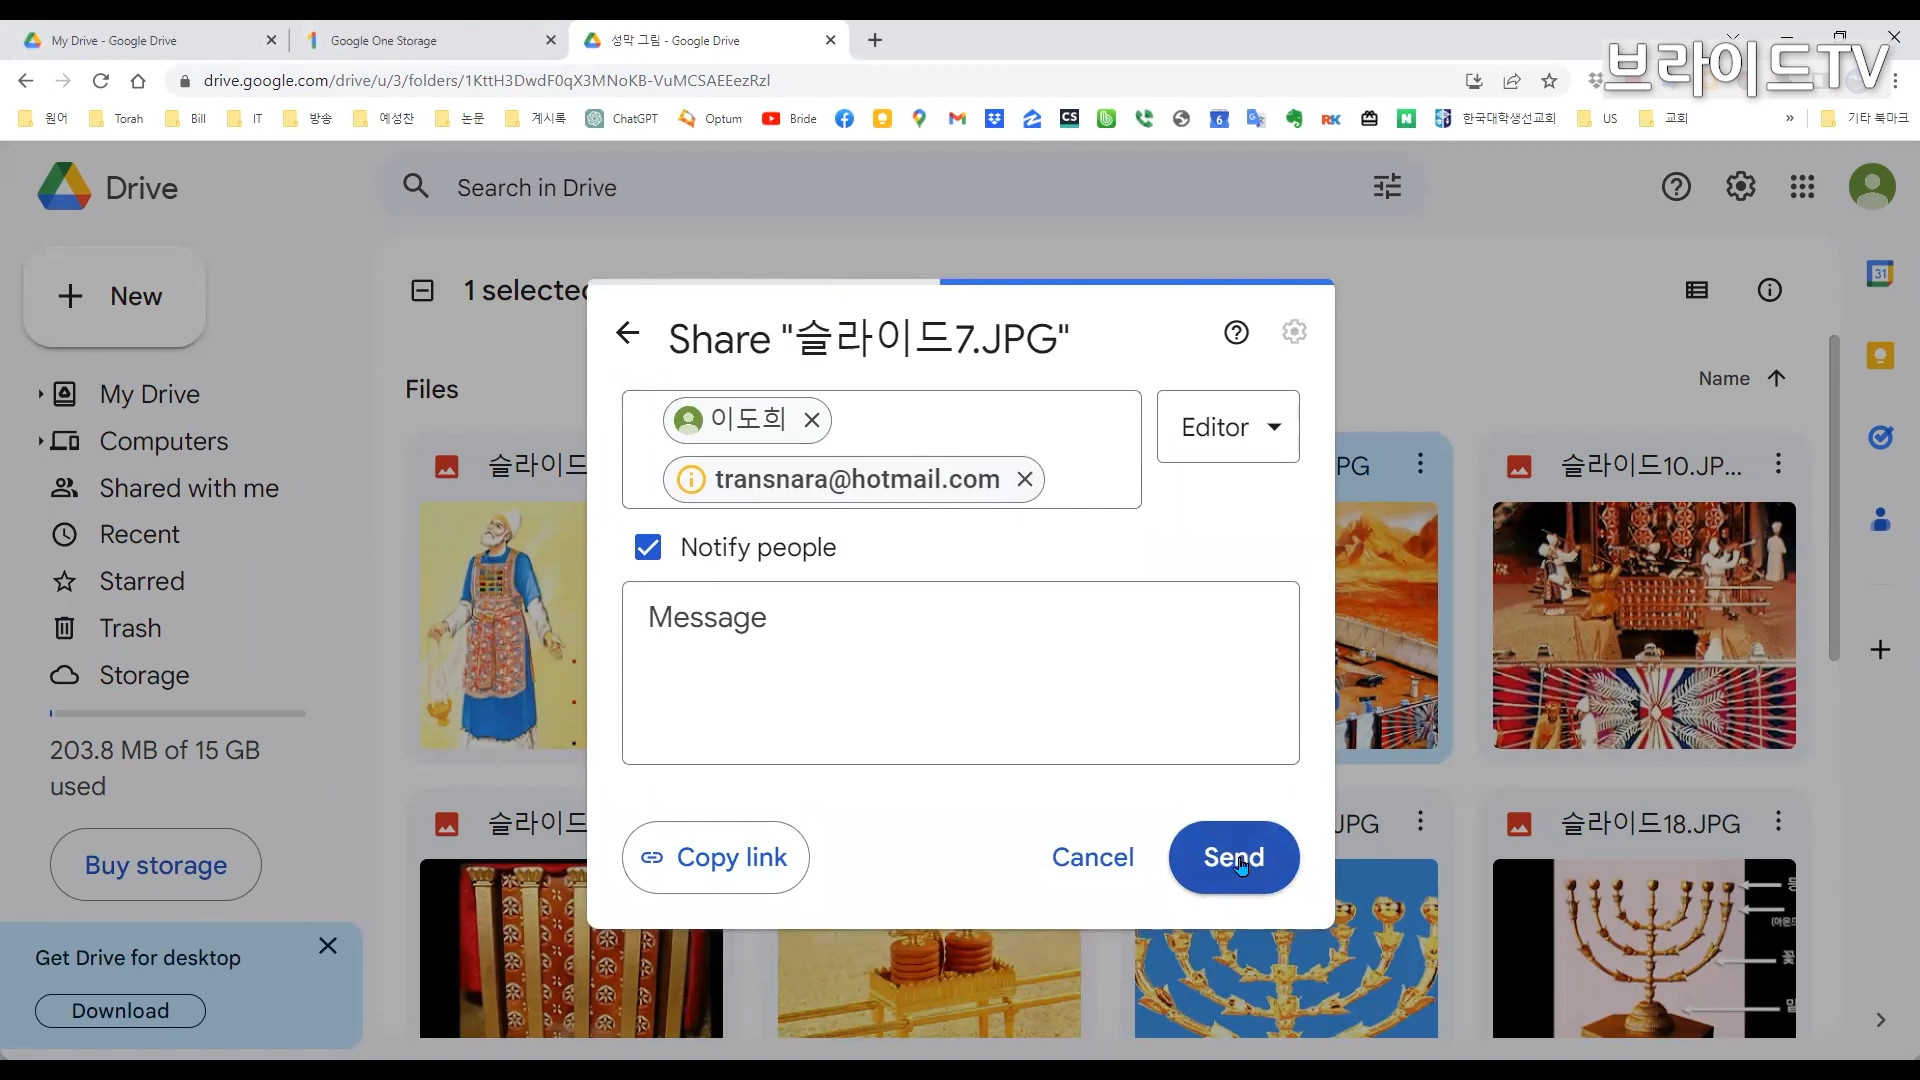 My Drive - Google Drive
Google One Storage
성막 그림 - Google Drive
브라이드TV
drive.google.com/drive/u/3/folders/1KttH3DwdF0qX3MNoKB-VuMCSAEEezRzl
원어 Torah Bill IT 방송 예성찬 논문 계시록 ChatGPT Optum Bride 한국대학생선교회 US 교회 » 기타 북마크
Drive
Search in Drive
New
1 selected
Share "슬라이드7.JPG"
Files
Name
My Drive
Computers
Shared with me
Recent
Starred
Trash
Storage
203.8 MB of 15 GB
used
Buy storage
Get Drive for desktop
Download
이도희
Editor
transnara@hotmail.com
Notify people
Message
Copy link
Cancel
Send
슬라이드
PG
슬라이드10.JP...
슬라이드
JPG
슬라이드18.JPG
31